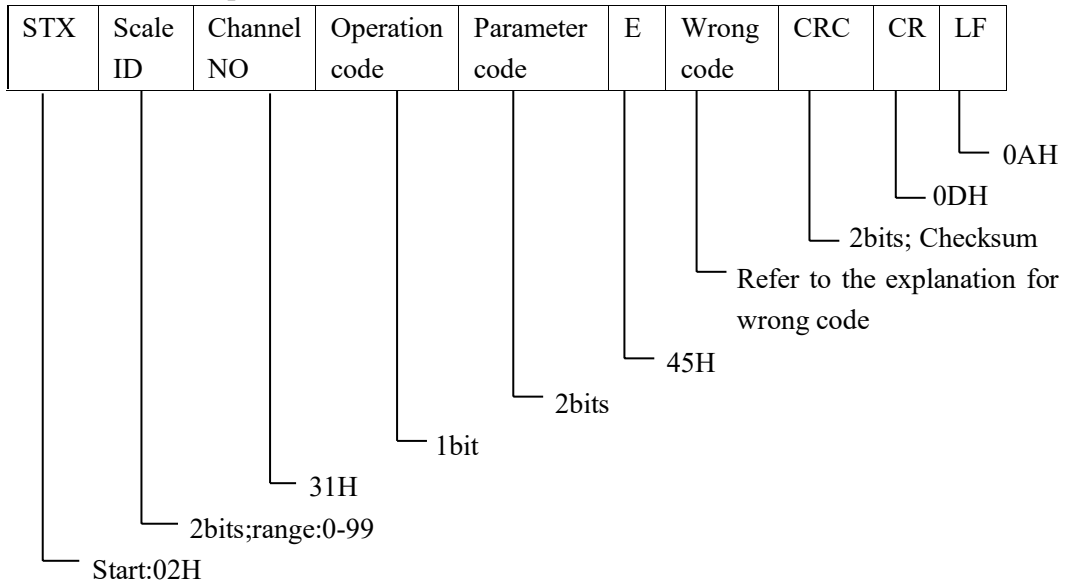 STX Scale Channel Operation Parameter E Wrong CRC CR LF
ID NO code code code
0AH
0DH
2bits; Checksum
Refer to the explanation for
wrong code
45H
2bits
1bit
31H
2bits;range:0-99
Start:02H